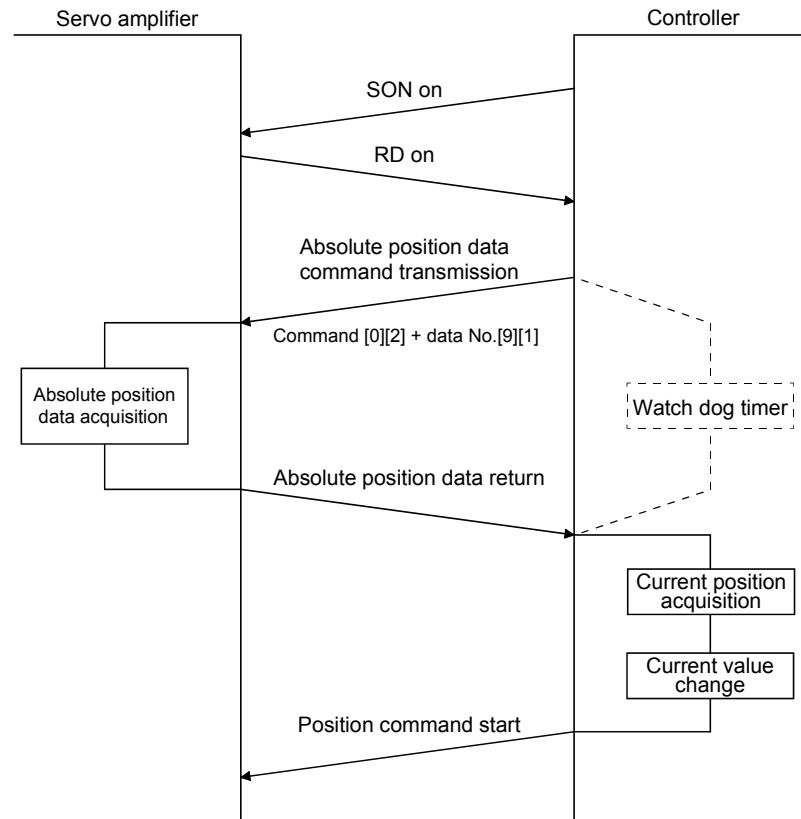 Servo amplifier
Controller
SON on
RD on
Absolute position data
command transmission
Command [0][2] + data No.[9][1]
Absolute position
data acquisition
Watch dog timer
Absolute position data return
Current position
acquisition
Current value
change
Position command start